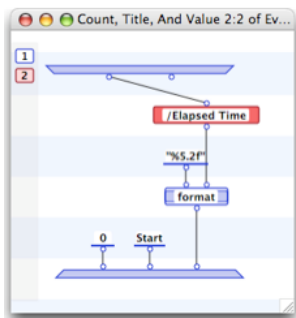 Count, Title, And Value 2:2 of Ev...
1
2
/Elapsed Time
"%5.2f"
format
0 Start